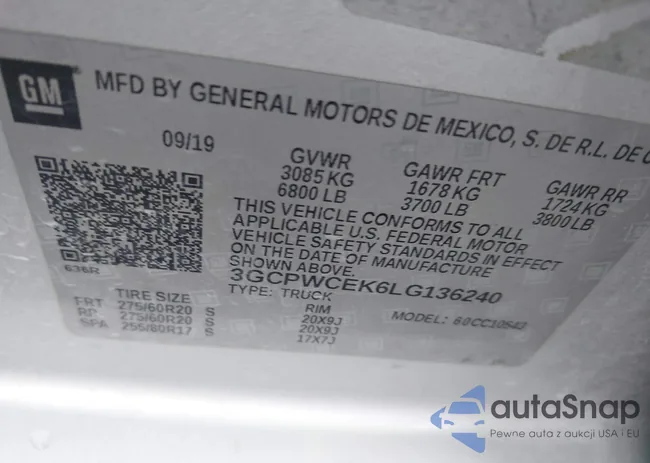 GM
MFD BY GENERAL MOTORS DE MEXICO, S. DE R.L. DE
09/19
GVWR GAWR FRT GAWR RR
3085 KG 1678 KG 1724 KG
6800 LB 3700 LB 3800 LB
THIS VEHICLE CONFORMS TO ALL
APPLICABLE U.S. FEDERAL MOTOR
VEHICLE SAFETY STANDARDS IN EFFECT
ON THE DATE OF MANUFACTURE
SHOWN ABOVE.
636R
3GCPWCEK6LG136240
TYPE: TRUCK
MODEL:
TIRE SIZE RIM
FRT 275/60R20 S 20X9J
RR 275/60R20 S 20X9J
SPA 255/80R17 S 17X7J
autaSnap
Pewne auta z aukcji USA i EU